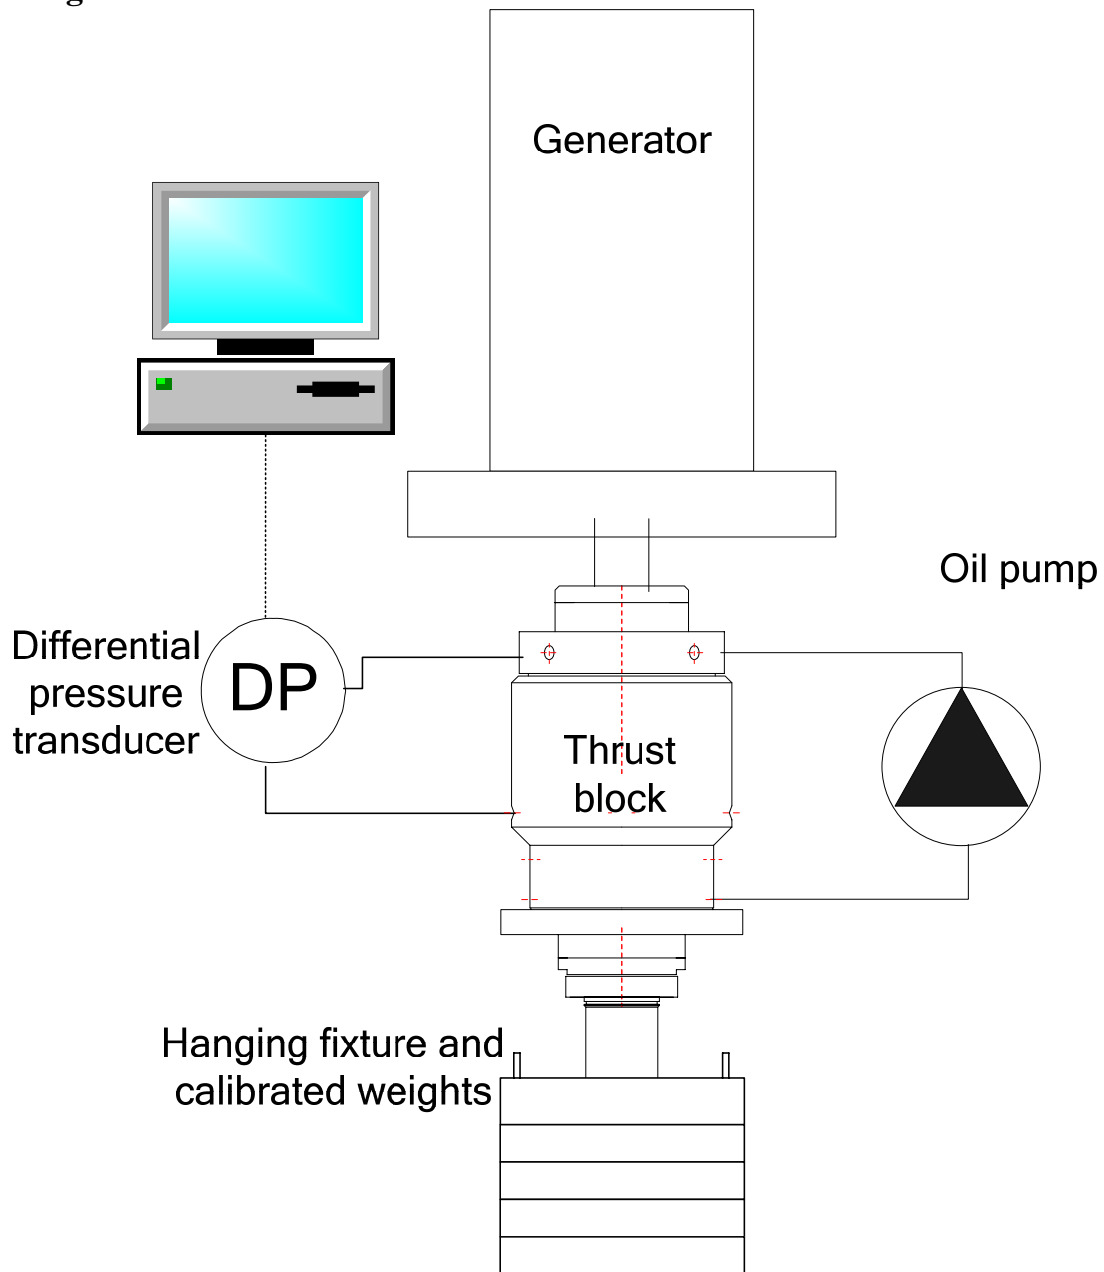 Generator
Oil pump
Differential
pressure
transducer
DP
Thrust
block
Hanging fixture and
calibrated weights